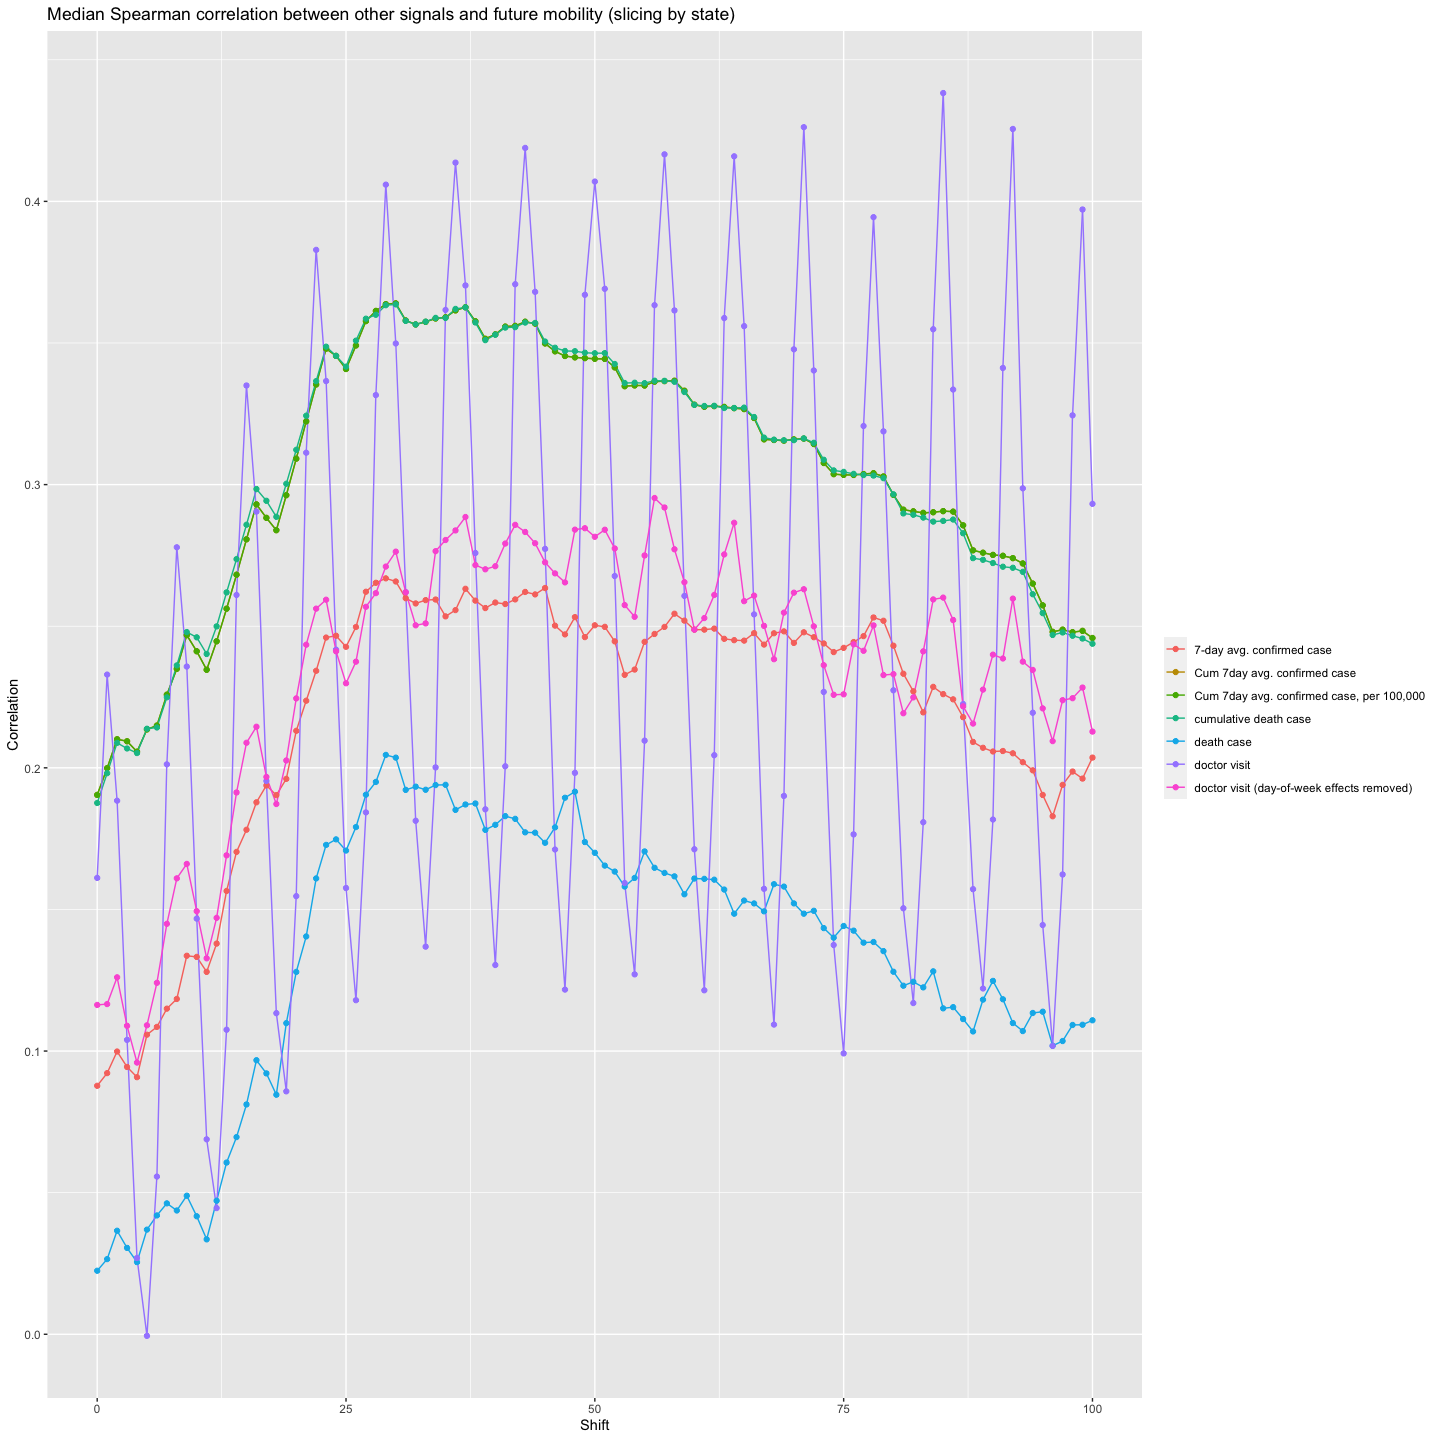 Median Spearman correlation between other signals and future mobility (slicing by state)
Correlation
0.4
0.3
0.2
0.1
0.0
0
25
50
75
100
Shift
7-day avg. confirmed case
Cum 7day avg. confirmed case
Cum 7day avg. confirmed case, per 100,000
cumulative death case
death case
doctor visit
doctor visit (day-of-week effects removed)